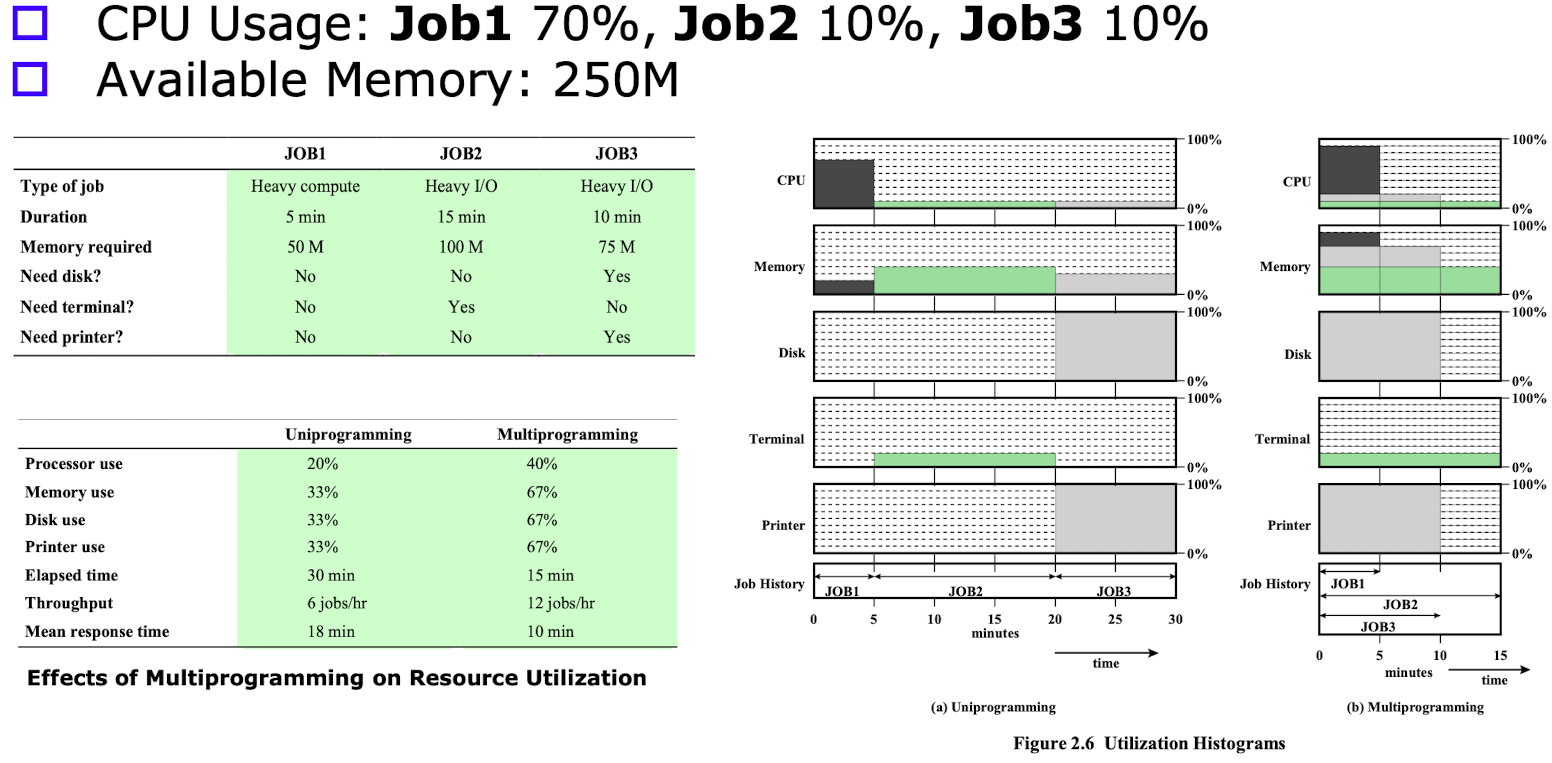 CPU Usage: Job1 70%, Job2 10%, Job3 10%
Available Memory: 250M
JOB1 JOB2 JOB3
Type of job Heavy compute Heavy I/O Heavy I/O
Duration 5 min 15 min 10 min
Memory required 50 M 100 M 75 M
Need disk? No No Yes
Need terminal? No Yes No
Need printer? No No Yes
Uniprogramming Multiprogramming
Processor use 20% 40%
Memory use 33% 67%
Disk use 33% 67%
Printer use 33% 67%
Elapsed time 30 min 15 min
Throughput 6 jobs/hr 12 jobs/hr
Mean response time 18 min 10 min
Effects of Multiprogramming on Resource Utilization
100%
CPU
0%
100%
Memory
0%
100%
Disk
0%
100%
Terminal
0%
100%
Printer
0%
Job History
JOB1 JOB2 JOB3
0 5 10 15 20 25 30
minutes
time
(a) Uniprogramming
100%
CPU
0%
100%
Memory
0%
100%
Disk
0%
100%
Terminal
0%
100%
Printer
0%
Job History
JOB1
JOB2
JOB3
0 5 10 15
minutes
time
(b) Multiprogramming
Figure 2.6 Utilization Histograms